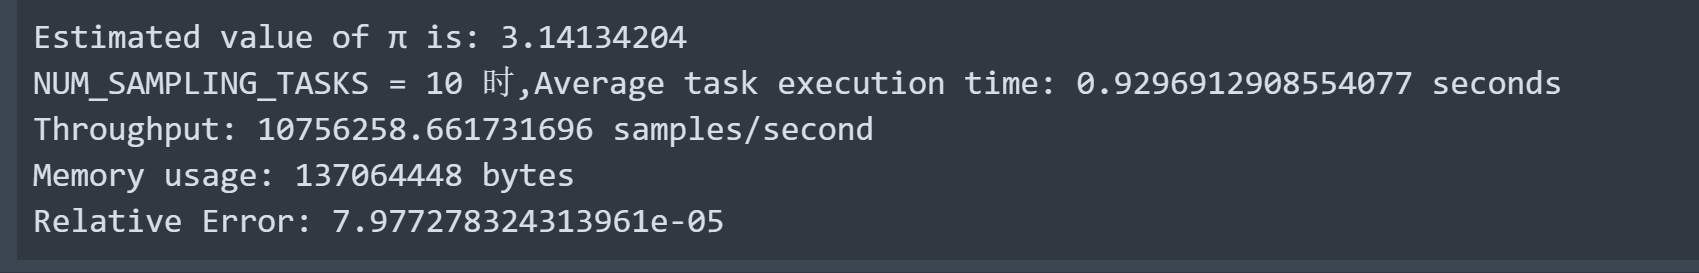 Estimated value of π is: 3.14134204
NUM_SAMPLING_TASKS = 10 时,Average task execution time: 0.9296912908554077 seconds
Throughput: 10756258.661731696 samples/second
Memory usage: 137064448 bytes
Relative Error: 7.977278324313961e-05